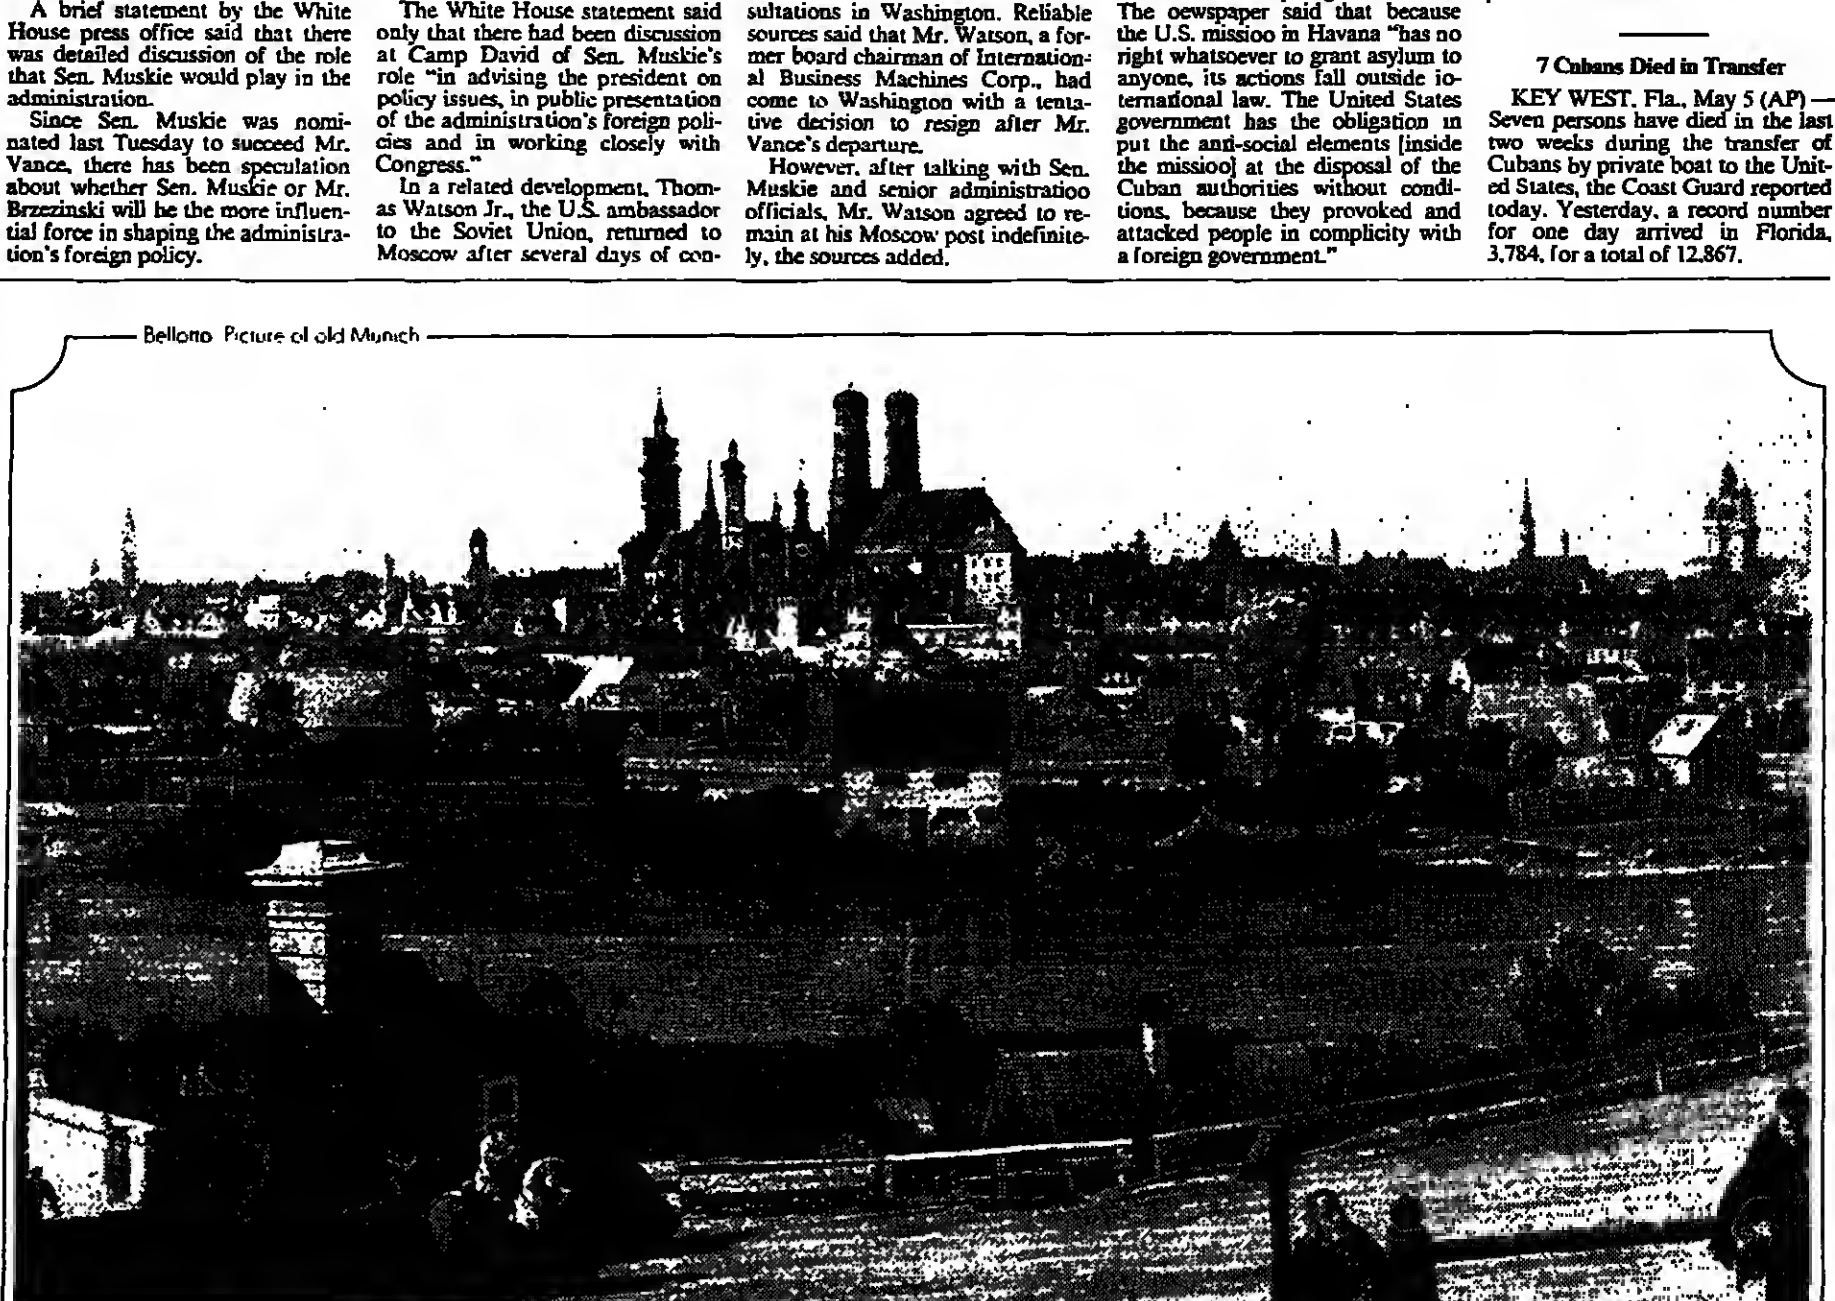 A brief statement by the White
House press office said that there
was detailed discussion of the role
that Sen. Muskie would play in the
administration.
Since Sen. Muskie was nomi-
nated last Tuesday to succeed Mr.
Vance, there has been speculation
about whether Sen. Muskie or Mr.
Brzezinski will he the more influen-
tial force in shaping the administra-
tion's foreign policy.
The White House statement said
only that there had been discussion
at Camp David of Sen. Muskie's
role "in advising the president on
policy issues, in public presentation
of the administration's foreign poli-
cies and in working closely with
Congress."
In a related development, Thom-
as Watson Jr., the U.S. ambassador
to the Soviet Union, returned to
Moscow after several days of con-
sultations in Washington. Reliable
sources said that Mr. Watson, a for-
mer board chairman of Internation-
al Business Machines Corp., had
come to Washington with a tenta-
tive decision to resign after Mr.
Vance's departure.
However, after talking with Sen.
Muskie and senior administratioo
officials, Mr. Watson agreed to re-
main at his Moscow post indefinite-
ly, the sources added.
The oewspaper said that because
the U.S. missioo in Havana "has no
right whatsoever to grant asylum to
anyone, its actions fall outside io-
ternational law. The United States
government has the obligation to
put the anti-social elements [inside
the missioo] at the disposal of the
Cuban authorities without condi-
tions, because they provoked and
attacked people in complicity with
a foreign government."
7 Cubans Died in Transfer
KEY WEST, Fla., May 5 (AP) —
Seven persons have died in the last
two weeks during the transfer of
Cubans by private boat to the Unit-
ed States, the Coast Guard reported
today. Yesterday, a record number
for one day arrived in Florida,
3,784, for a total of 12,867.
Bellotto Picture of old Munich